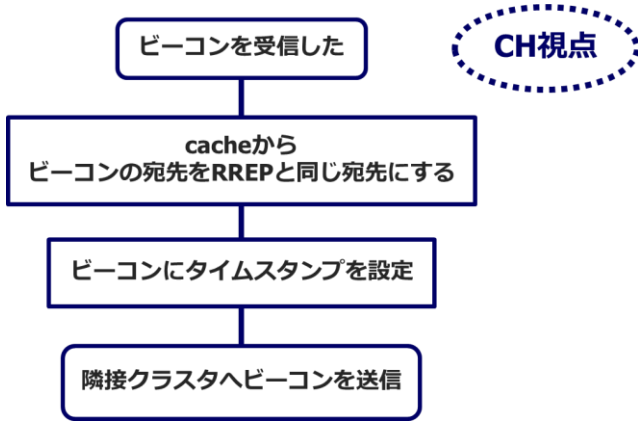 ビーコンを受信した
CH視点
cacheから
ビーコンの宛先をRREPと同じ宛先にする
ビーコンにタイムスタンプを設定
隣接クラスタへビーコンを送信